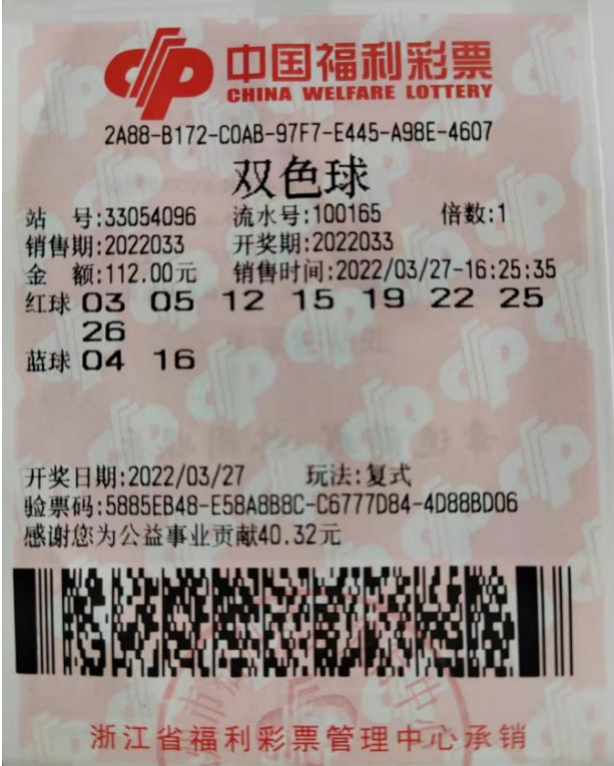 中国福利彩票
CHINA WELFARE LOTTERY
2A88-B172-C0AB-97F7-E445-A98E-4607
双色球
站 号:33054096 流水号:100165 倍数:1
销售期:2022033 开奖期:2022033
金 额:112.00元 销售时间:2022/03/27-16:25:35
红球 03 05 12 15 19 22 25
26
蓝球 04 16
开奖日期:2022/03/27 玩法:复式
验票码:5885EB48-E58A8B8C-C6777D84-4D88BD06
感谢您为公益事业贡献40.32元
浙江省福利彩票管理中心承销